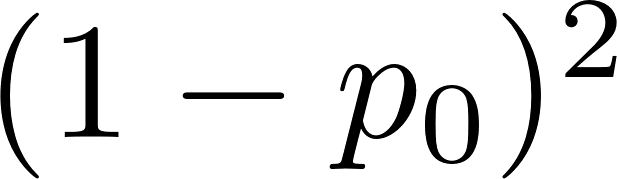 (1 − p₀)²